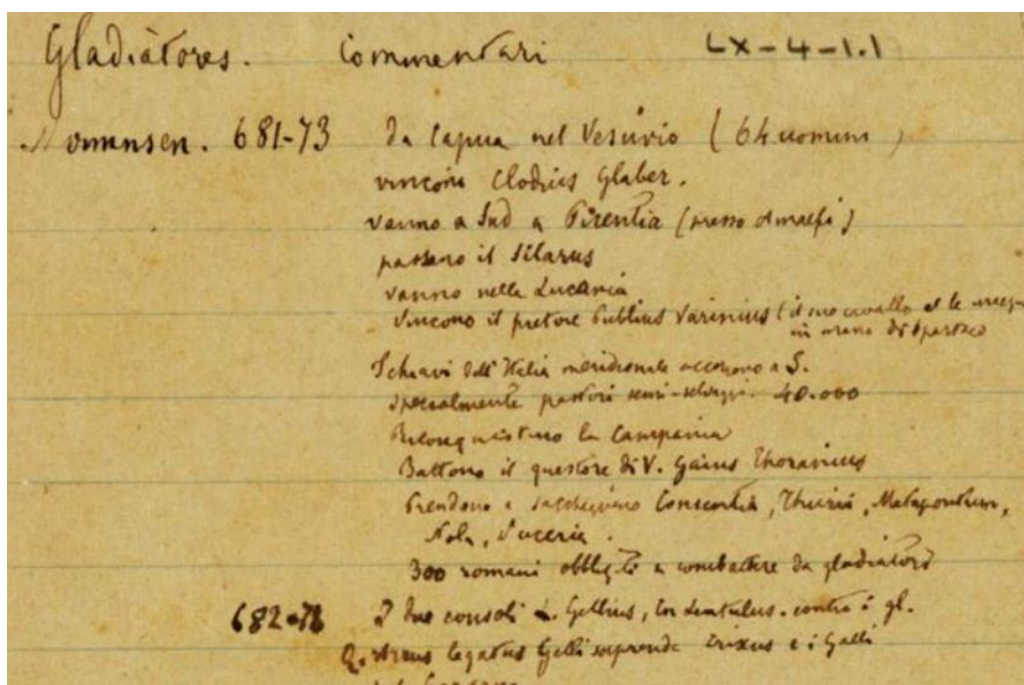 Gladiatores. Commentari LX-4-1.1
Mommsen. 681-73 da Capua nel Vesuvio (64 uomini)
vincono Clodius Glaber.
vanno a Sud a Picentia (presso Amalfi)
passano il Silarus
vanno nella Lucania
Vincono il pretore Publius Varinius (il suo cavallo e le insegne
in mano di Spartaco
Schiavi dell'Italia meridionale accorrono a S.
specialmente pastori semi-selvaggi. 40.000
Riconquistano la Campania
Battono il questore di V. Gaius Thoranius
Prendono e saccheggiano Consentia, Thurii, Metapontum,
Nola, Nuceria.
300 romani obbligati a combattere da gladiatori
682-72 I due consoli L. Gellius, Cn Lentulus. contro i gl.
Q. Arrius legatus Gelli sorprende Crixus e i Galli